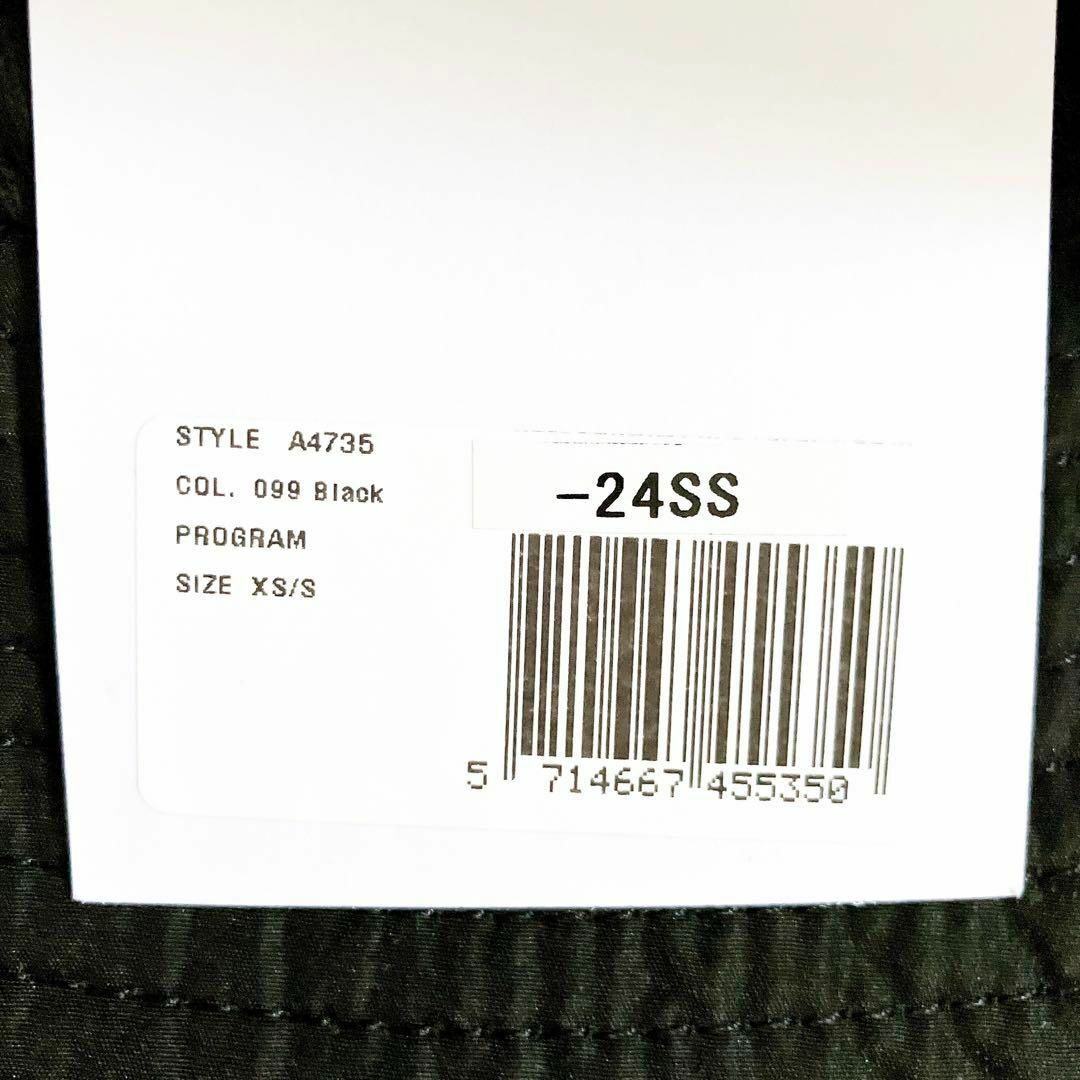 STYLE A4735
COL. 099 Black
PROGRAM
SIZE XS/S
-24SS
5 714667 455350